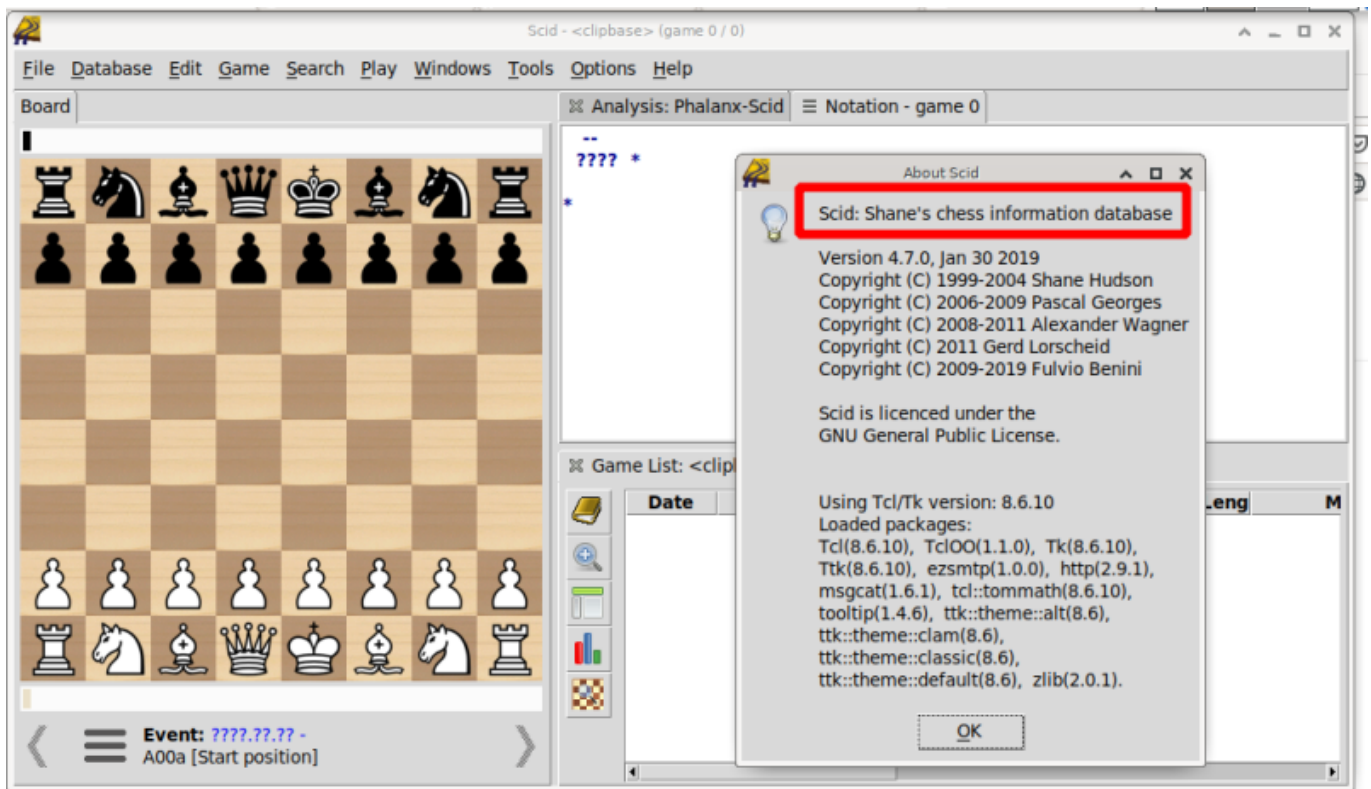 Scid - <clipbase> (game 0 / 0)
File Database Edit Game Search Play Windows Tools Options Help
Board
Analysis: Phalanx-Scid
Notation - game 0
--
???? *
*
About Scid
Scid: Shane's chess information database
Version 4.7.0, Jan 30 2019
Copyright (C) 1999-2004 Shane Hudson
Copyright (C) 2006-2009 Pascal Georges
Copyright (C) 2008-2011 Alexander Wagner
Copyright (C) 2011 Gerd Lorscheid
Copyright (C) 2009-2019 Fulvio Benini
Scid is licenced under the
GNU General Public License.
Using Tcl/Tk version: 8.6.10
Loaded packages:
Tcl(8.6.10), TclOO(1.1.0), Tk(8.6.10),
Ttk(8.6.10), ezsmtp(1.0.0), http(2.9.1),
msgcat(1.6.1), tcl::tommath(8.6.10),
tooltip(1.4.6), ttk::theme::alt(8.6),
ttk::theme::clam(8.6),
ttk::theme::classic(8.6),
ttk::theme::default(8.6), zlib(2.0.1).
OK
Game List: <clip
Date Leng M
Event: ????.??.?? -
A00a [Start position]